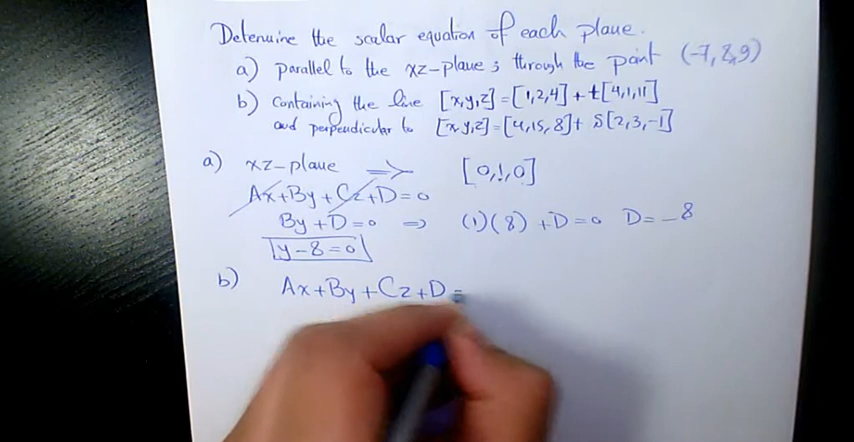 Determine the scalar equation of each plane.
a) parallel to the xz-plane & through the point (-7,8,9)
b) Containing the line [x,y,z]=[1,2,4]+t[4,1,11]
and perpendicular to [x,y,z]=[4,15,8]+s[2,3,-1]
a) xz-plane => [0,1,0]
Ax+By+Cz+D=0
By+D=0 => (1)(8)+D=0 D=-8
y-8=0
b) Ax+By+Cz+D=